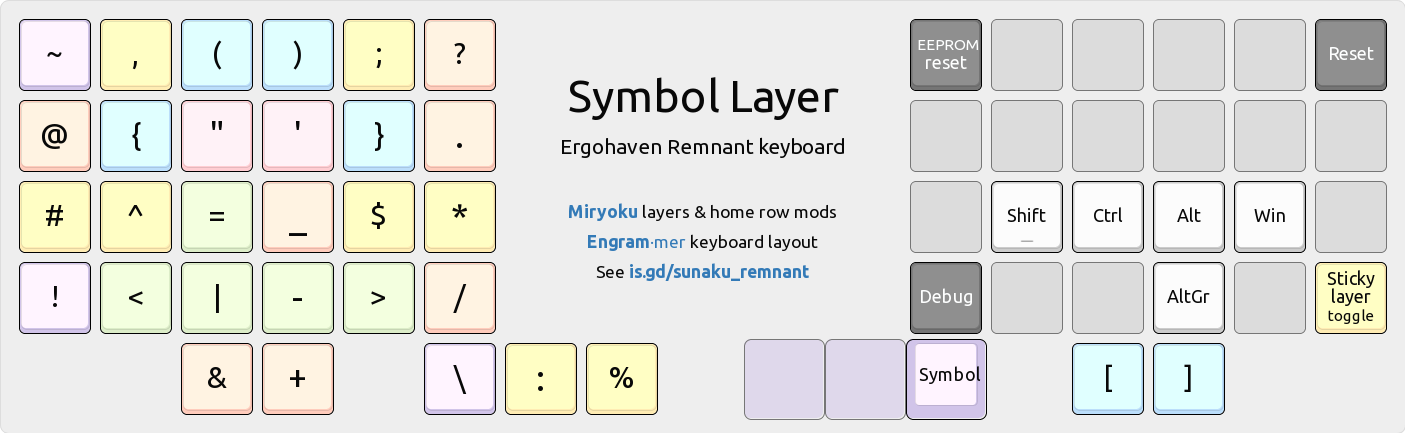 ~ , ( ) ; ?
@ { " ' } .
# ^ = _ $ *
! < | - > /
& + \ : %
Symbol Layer
Ergohaven Remnant keyboard
Miryoku layers & home row mods
Engram·mer keyboard layout
See is.gd/sunaku_remnant
EEPROM
reset
Reset
Shift Ctrl Alt Win
_
Debug
AltGr
Sticky
layer
toggle
Symbol
[ ]